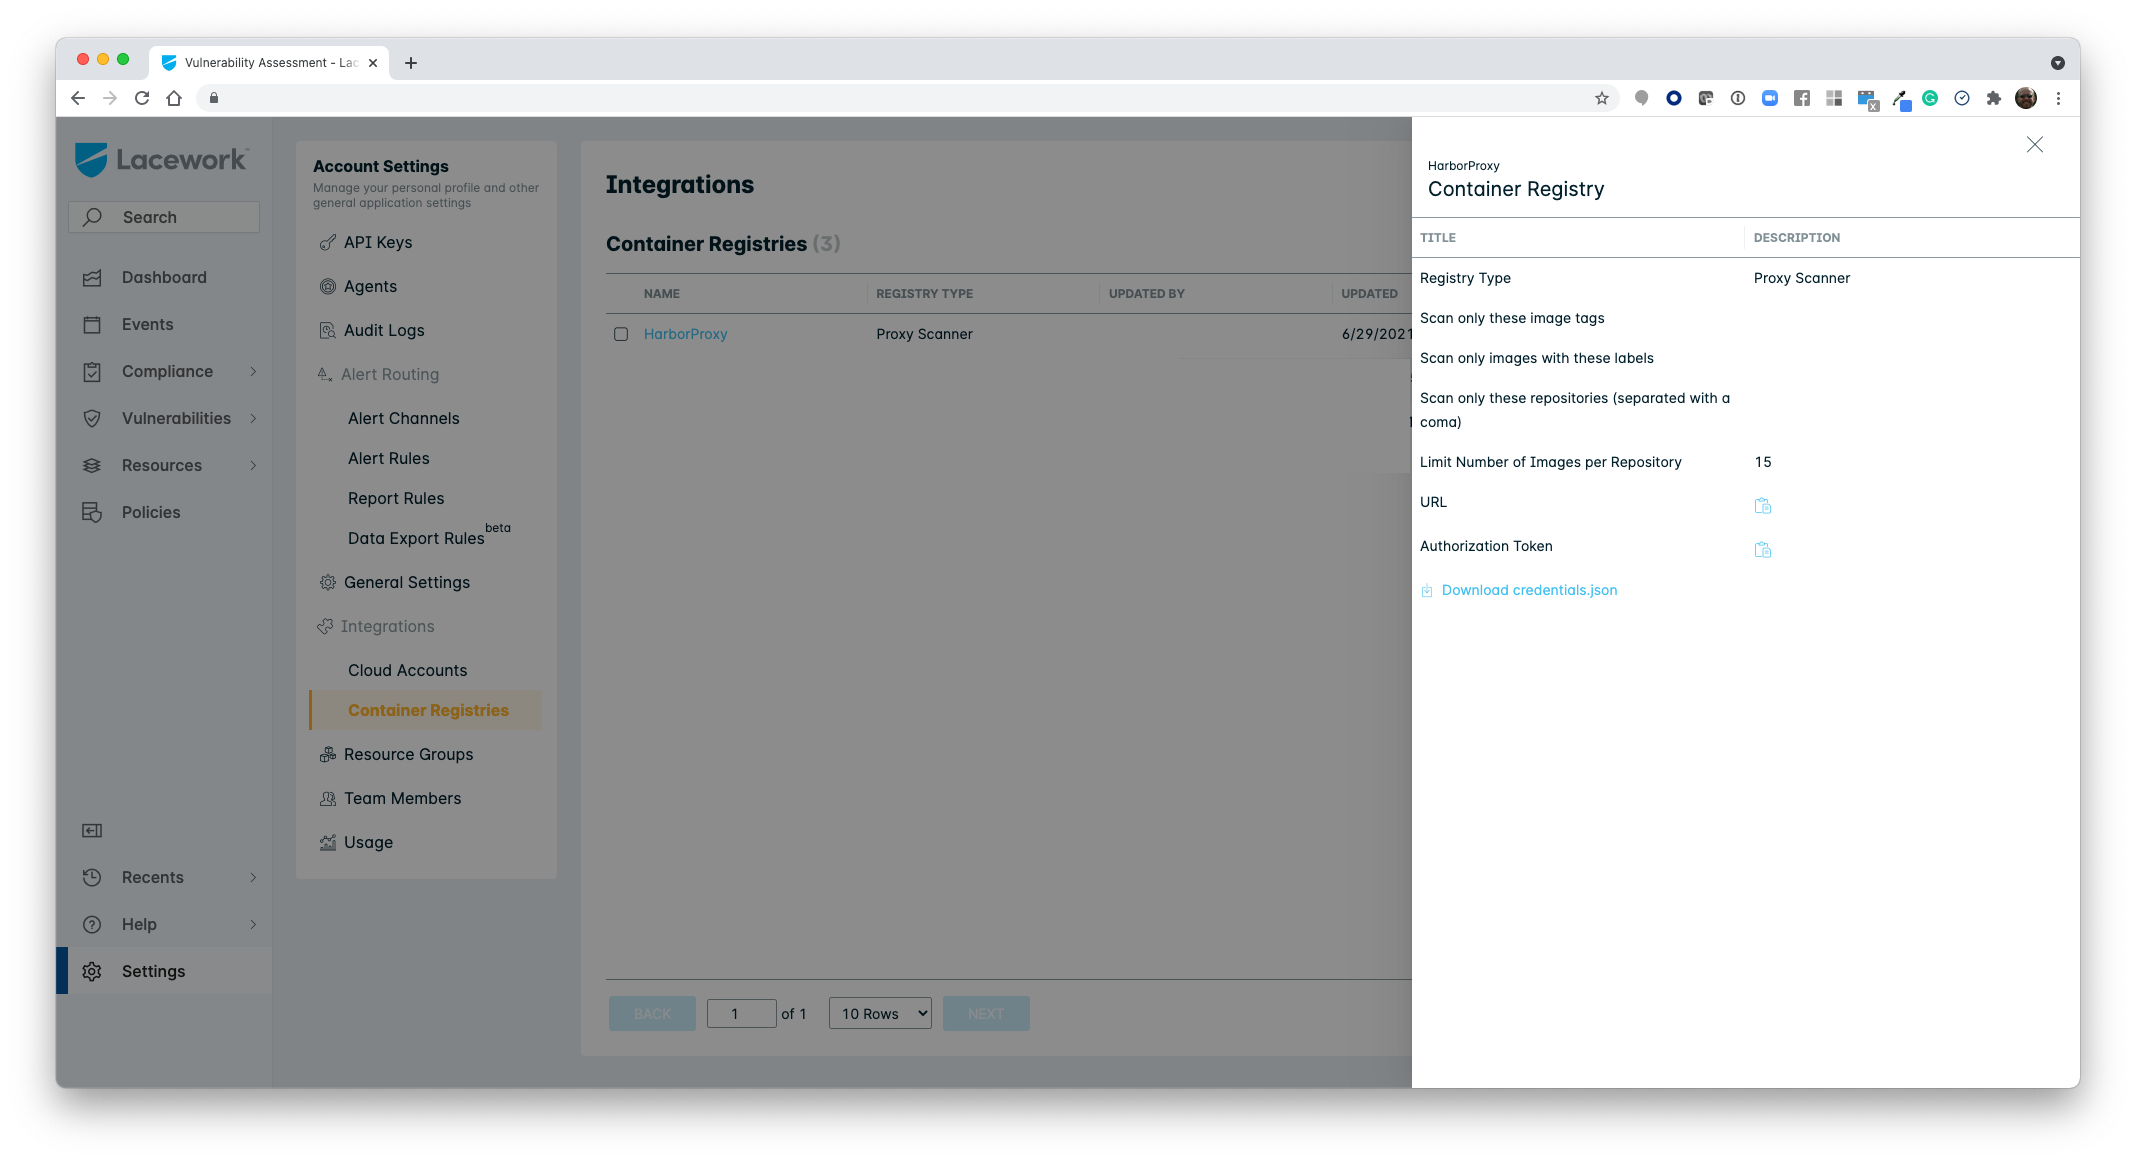 Vulnerability Assessment - Lac
Lacework
Search
Dashboard
Events
Compliance
Vulnerabilities
Resources
Policies
Recents
Help
Settings
Account Settings
Manage your personal profile and other
general application settings
API Keys
Agents
Audit Logs
Alert Routing
Alert Channels
Alert Rules
Report Rules
Data Export Rules beta
General Settings
Integrations
Cloud Accounts
Container Registries
Resource Groups
Team Members
Usage
Integrations
Container Registries (3)
NAME REGISTRY TYPE UPDATED BY UPDATED
HarborProxy Proxy Scanner 6/29/2021
BACK 1 of 1 10 Rows NEXT
HarborProxy
Container Registry
TITLE DESCRIPTION
Registry Type Proxy Scanner
Scan only these image tags
Scan only images with these labels
Scan only these repositories (separated with a
coma)
Limit Number of Images per Repository 15
URL
Authorization Token
Download credentials.json